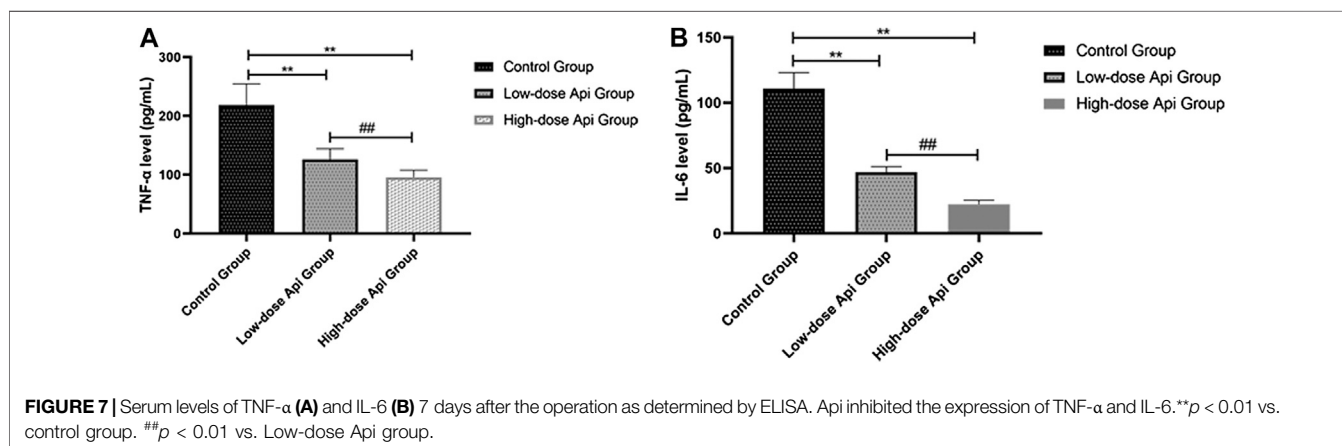 A
TNF-α level (pg/mL)
300
200
100
0
**
**
##
Control Group
Low-dose Api Group
High-dose Api Group
Control Group
Low-dose Api Group
High-dose Api Group
B
IL-6 level (pg/mL)
150
100
50
0
**
**
##
Control Group
Low-dose Api Group
High-dose Api Group
Control Group
Low-dose Api Group
High-dose Api Group
FIGURE 7 | Serum levels of TNF-α (A) and IL-6 (B) 7 days after the operation as determined by ELISA. Api inhibited the expression of TNF-α and IL-6.**p < 0.01 vs.
control group. ##p < 0.01 vs. Low-dose Api group.